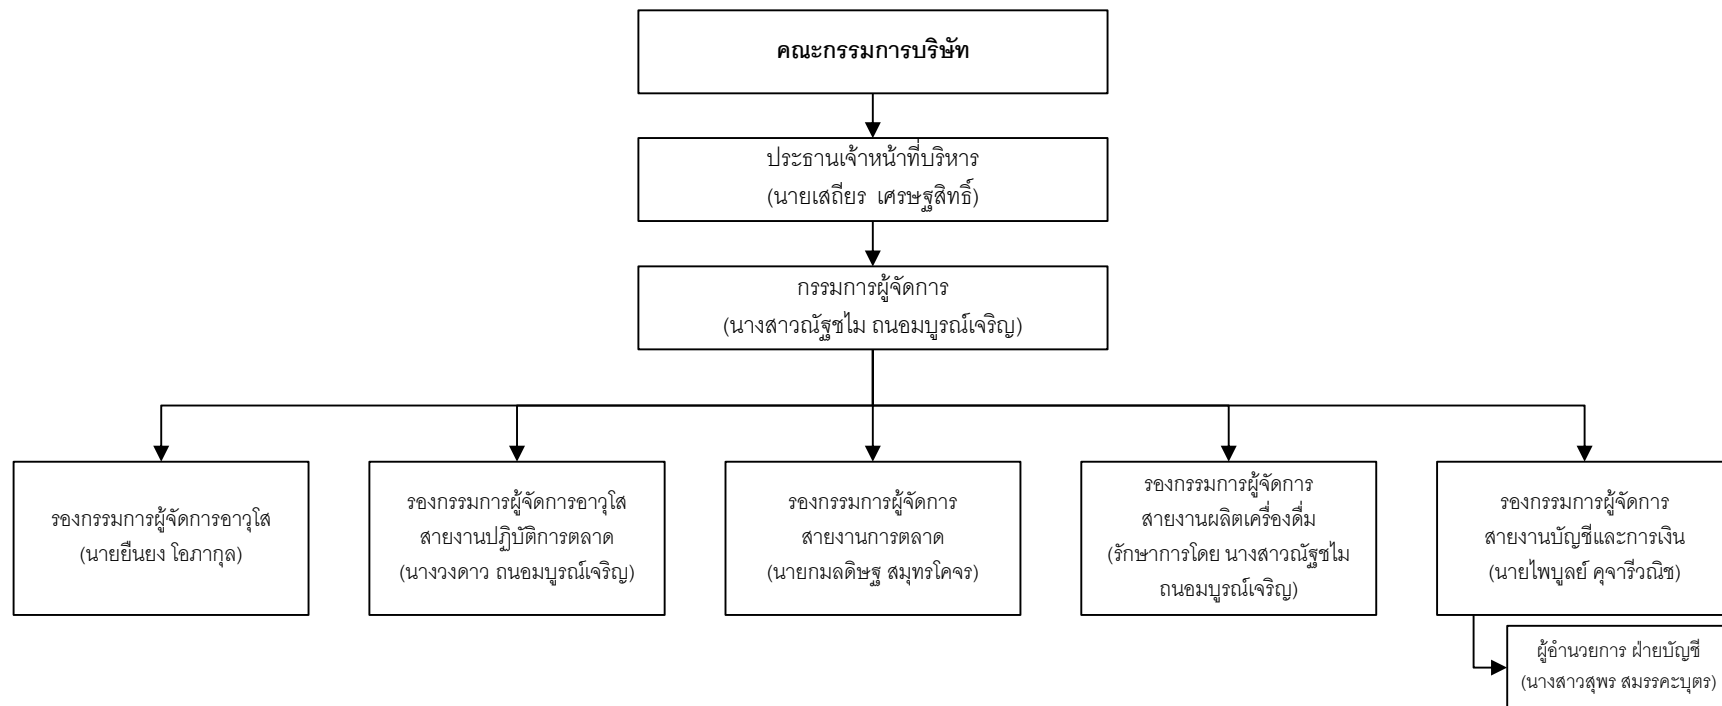 คณะกรรมการบริษัท
ประธานเจ้าหน้าที่บริหาร
(นายเสถียร เศรษฐสิทธิ์)
กรรมการผู้จัดการ
(นางสาวณัฐชไม ถนอมบูรณ์เจริญ)
รองกรรมการผู้จัดการอาวุโส
(นายยืนยง โอภากุล)
รองกรรมการผู้จัดการอาวุโส
สายงานปฏิบัติการตลาด
(นางวงดาว ถนอมบูรณ์เจริญ)
รองกรรมการผู้จัดการ
สายงานการตลาด
(นายกมลดิษฐ สมุทรโคจร)
รองกรรมการผู้จัดการ
สายงานผลิตเครื่องดื่ม
(รักษาการโดย นางสาวณัฐชไม
ถนอมบูรณ์เจริญ)
รองกรรมการผู้จัดการ
สายงานบัญชีและการเงิน
(นายไพบูลย์ คุจารีวณิช)
ผู้อำนวยการ ฝ่ายบัญชี
(นางสาวสุพร สมรรคะบุตร)